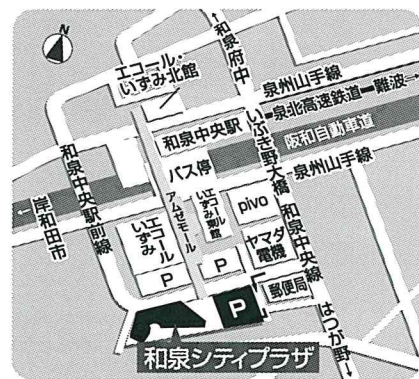 N
エコール・
いずみ北館
←和泉府中
泉州山手線
泉北高速鉄道
難波→
和泉中央駅
いぶき野大橋
阪和自動車道
バス停
泉州山手線
和泉中央駅前線
アムゼモール
エコール
いずみ東館
pivo
和泉中央線
←岸和田市
エコール
いずみ
ヤマダ
電機
P
P
P
郵便局
はつが野→
和泉シティプラザ